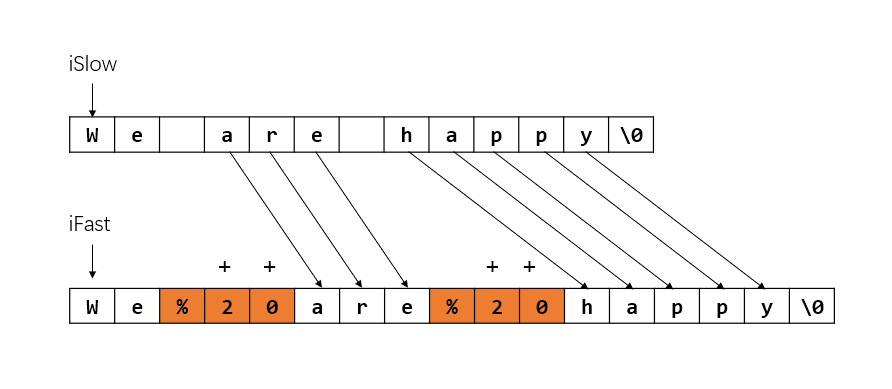 iSlow
W e a r e h a p p y \0
iFast
+ + + +
W e % 2 0 a r e % 2 0 h a p p y \0